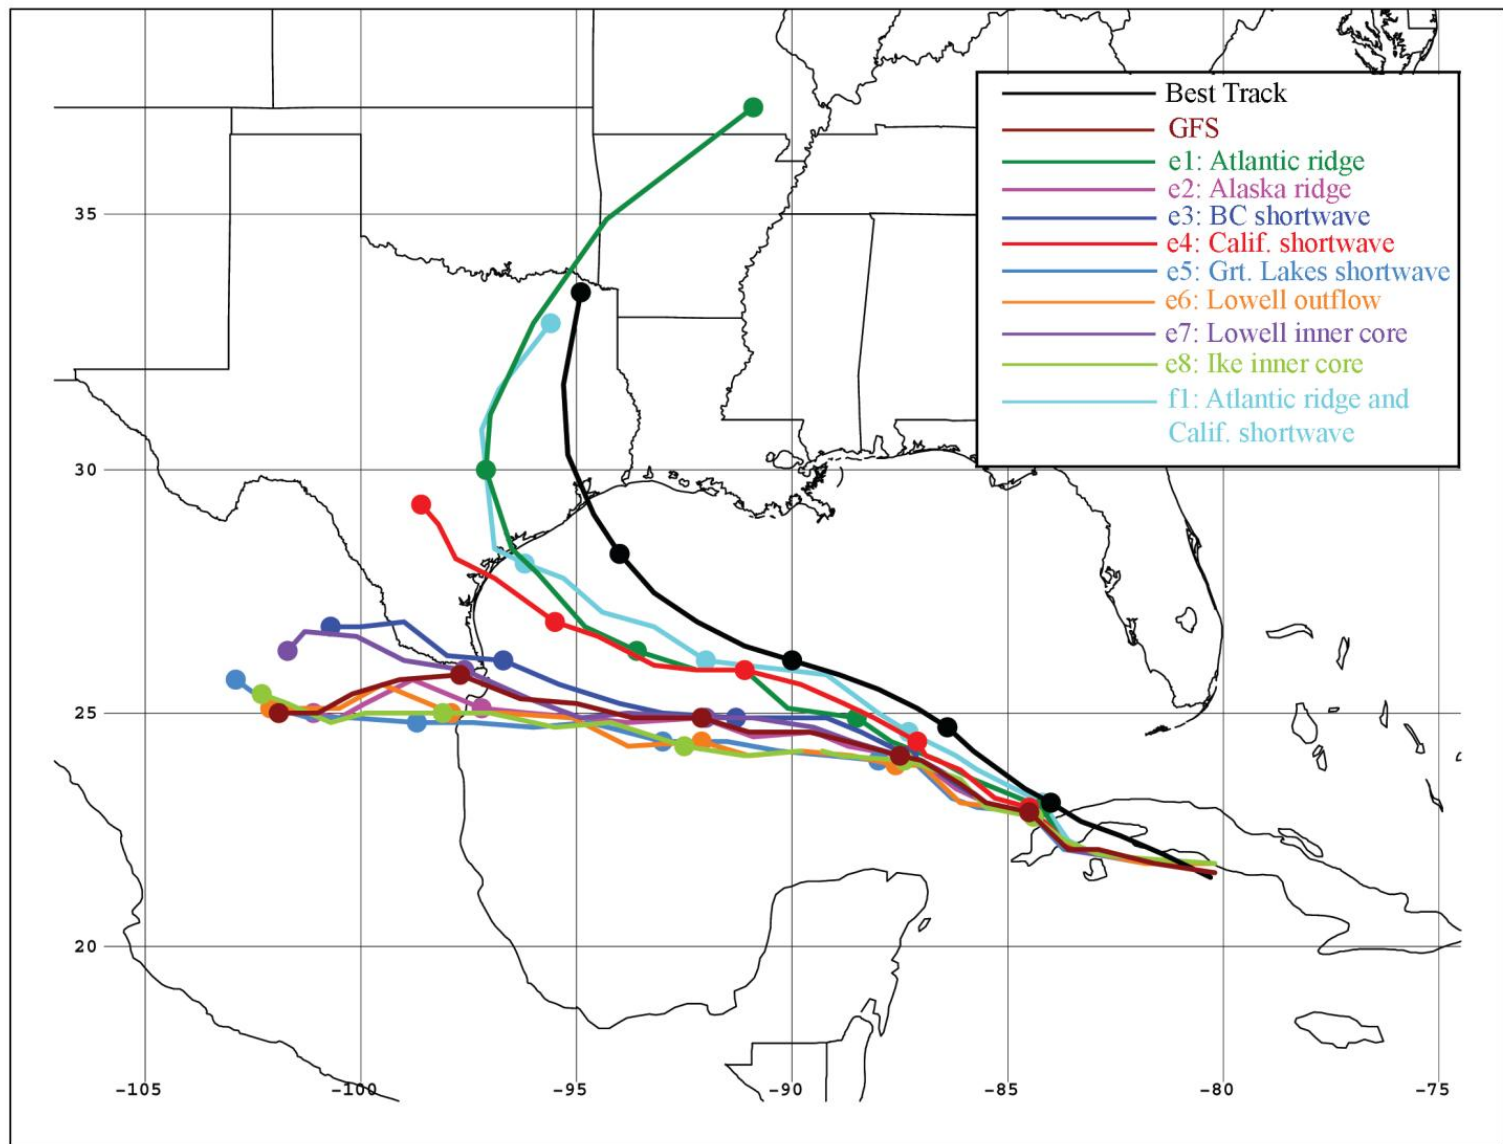 Best Track
GFS
e1: Atlantic ridge
e2: Alaska ridge
e3: BC shortwave
e4: Calif. shortwave
e5: Grt. Lakes shortwave
e6: Lowell outflow
e7: Lowell inner core
e8: Ike inner core
f1: Atlantic ridge and
Calif. shortwave
35
30
25
20
-105 -100 -95 -90 -85 -80 -75